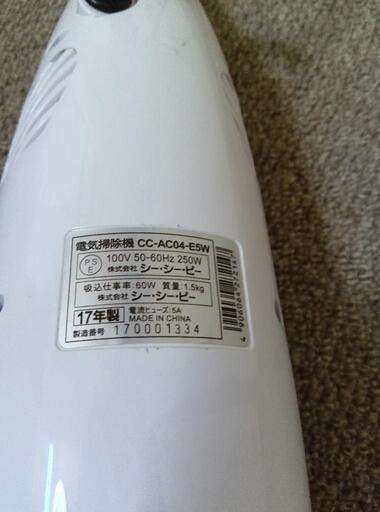 電気掃除機 CC-AC04-E5W
PSE 100V 50-60Hz 250W
株式会社 シー・シー・ピー
吸込仕事率:60W 質量:1.5kg
株式会社 シー・シー・ピー
17年製 電流ヒューズ:5A
MADE IN CHINA
製造番号 170001334